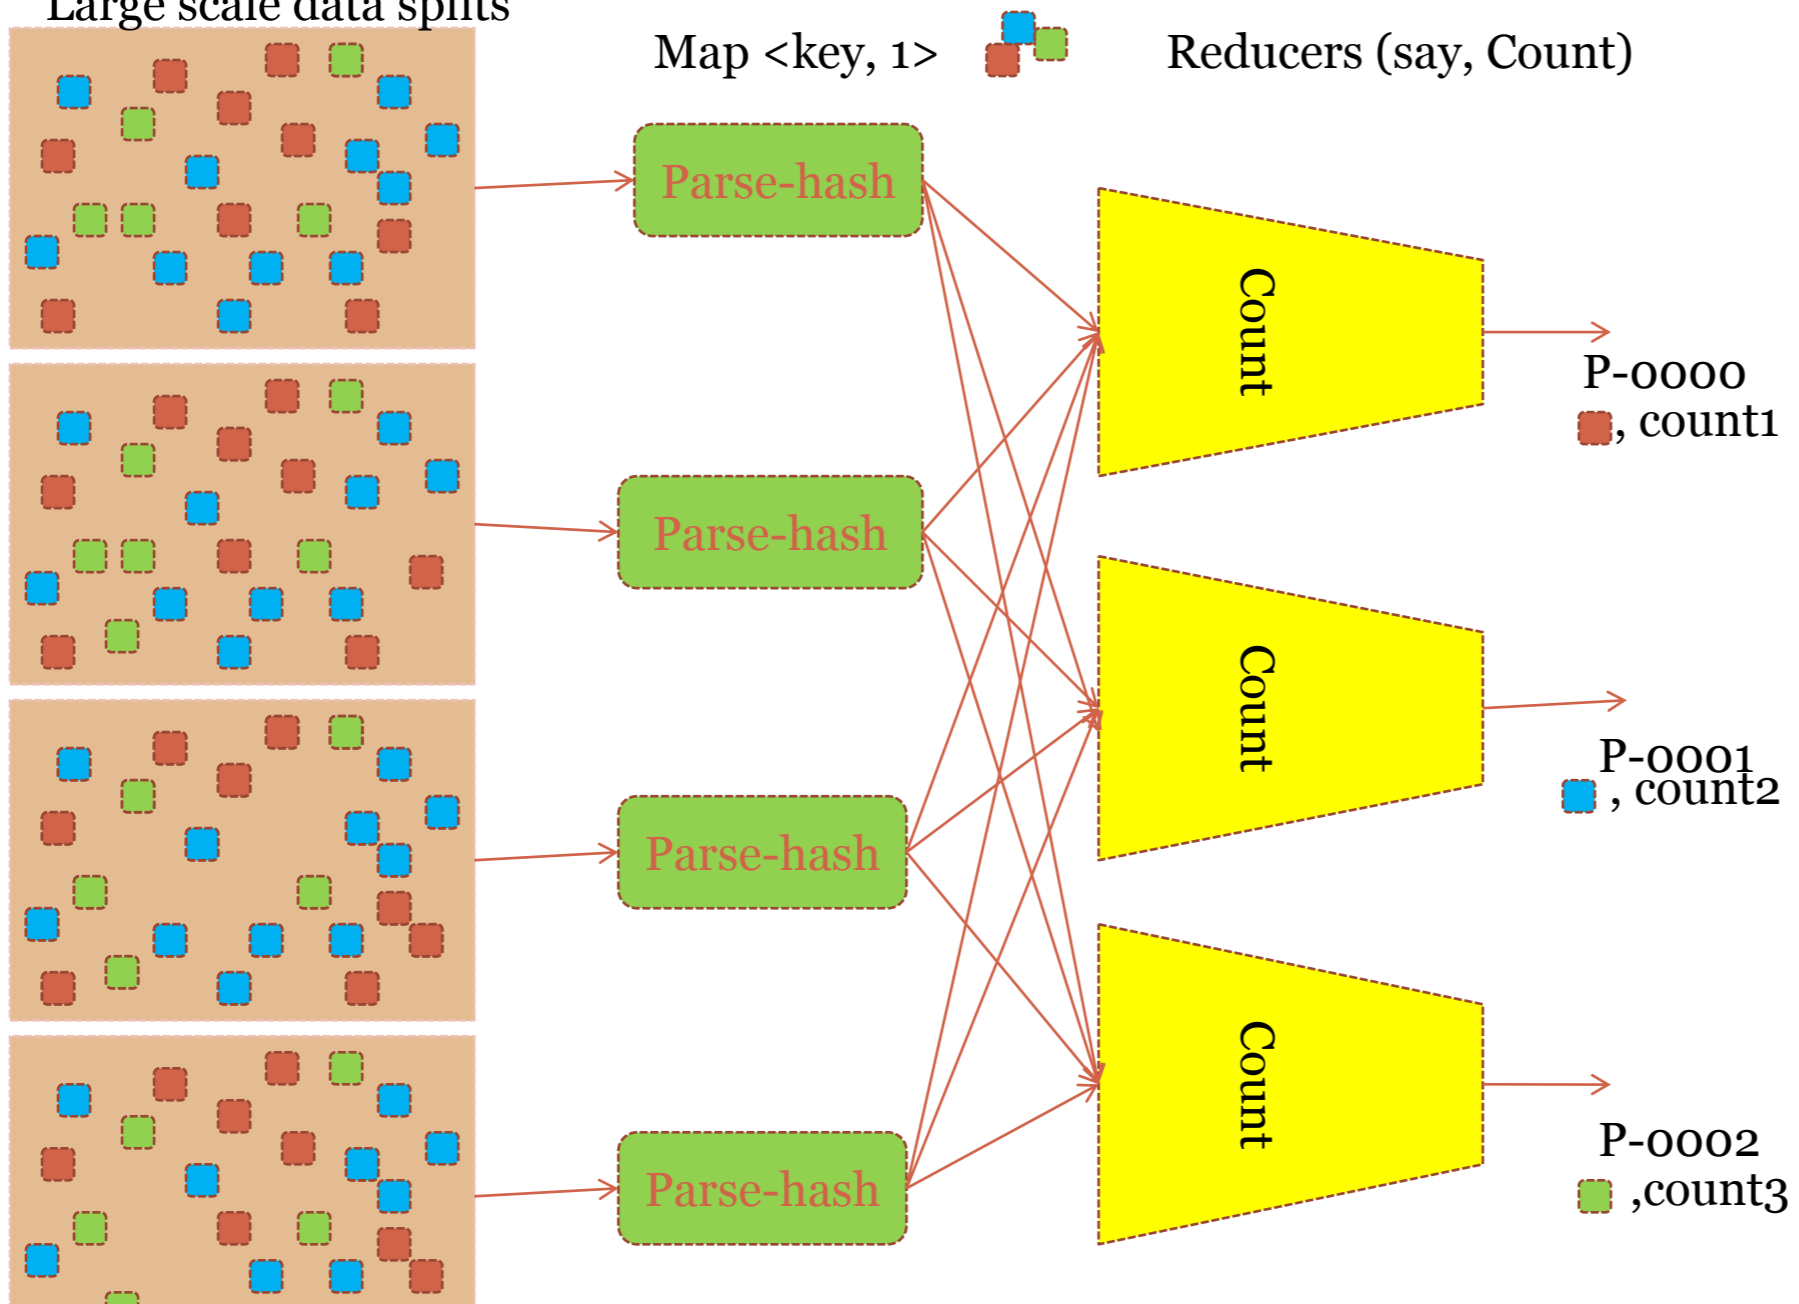 Large scale data splits
Map <key, 1>
Reducers (say, Count)
Parse-hash
Parse-hash
Parse-hash
Parse-hash
Count
Count
Count
P-0000
, count1
P-0001
, count2
P-0002
,count3